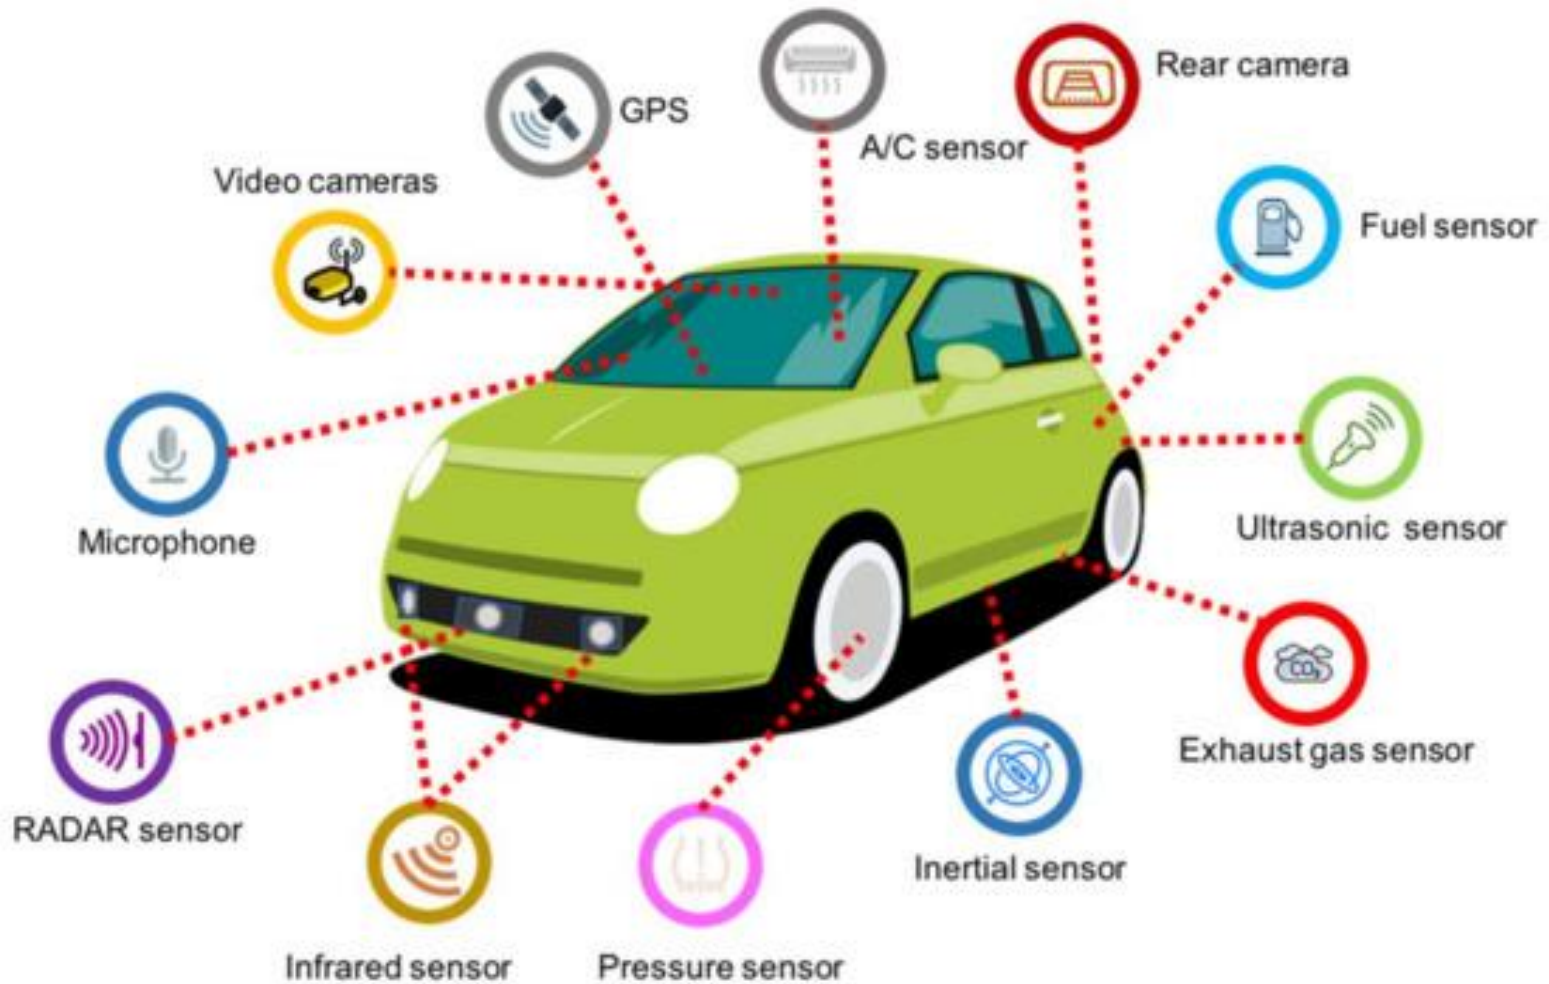 Rear camera
GPS
A/C sensor
Video cameras
Fuel sensor
Microphone
Ultrasonic sensor
CO₂
Exhaust gas sensor
RADAR sensor
Inertial sensor
Infrared sensor
Pressure sensor